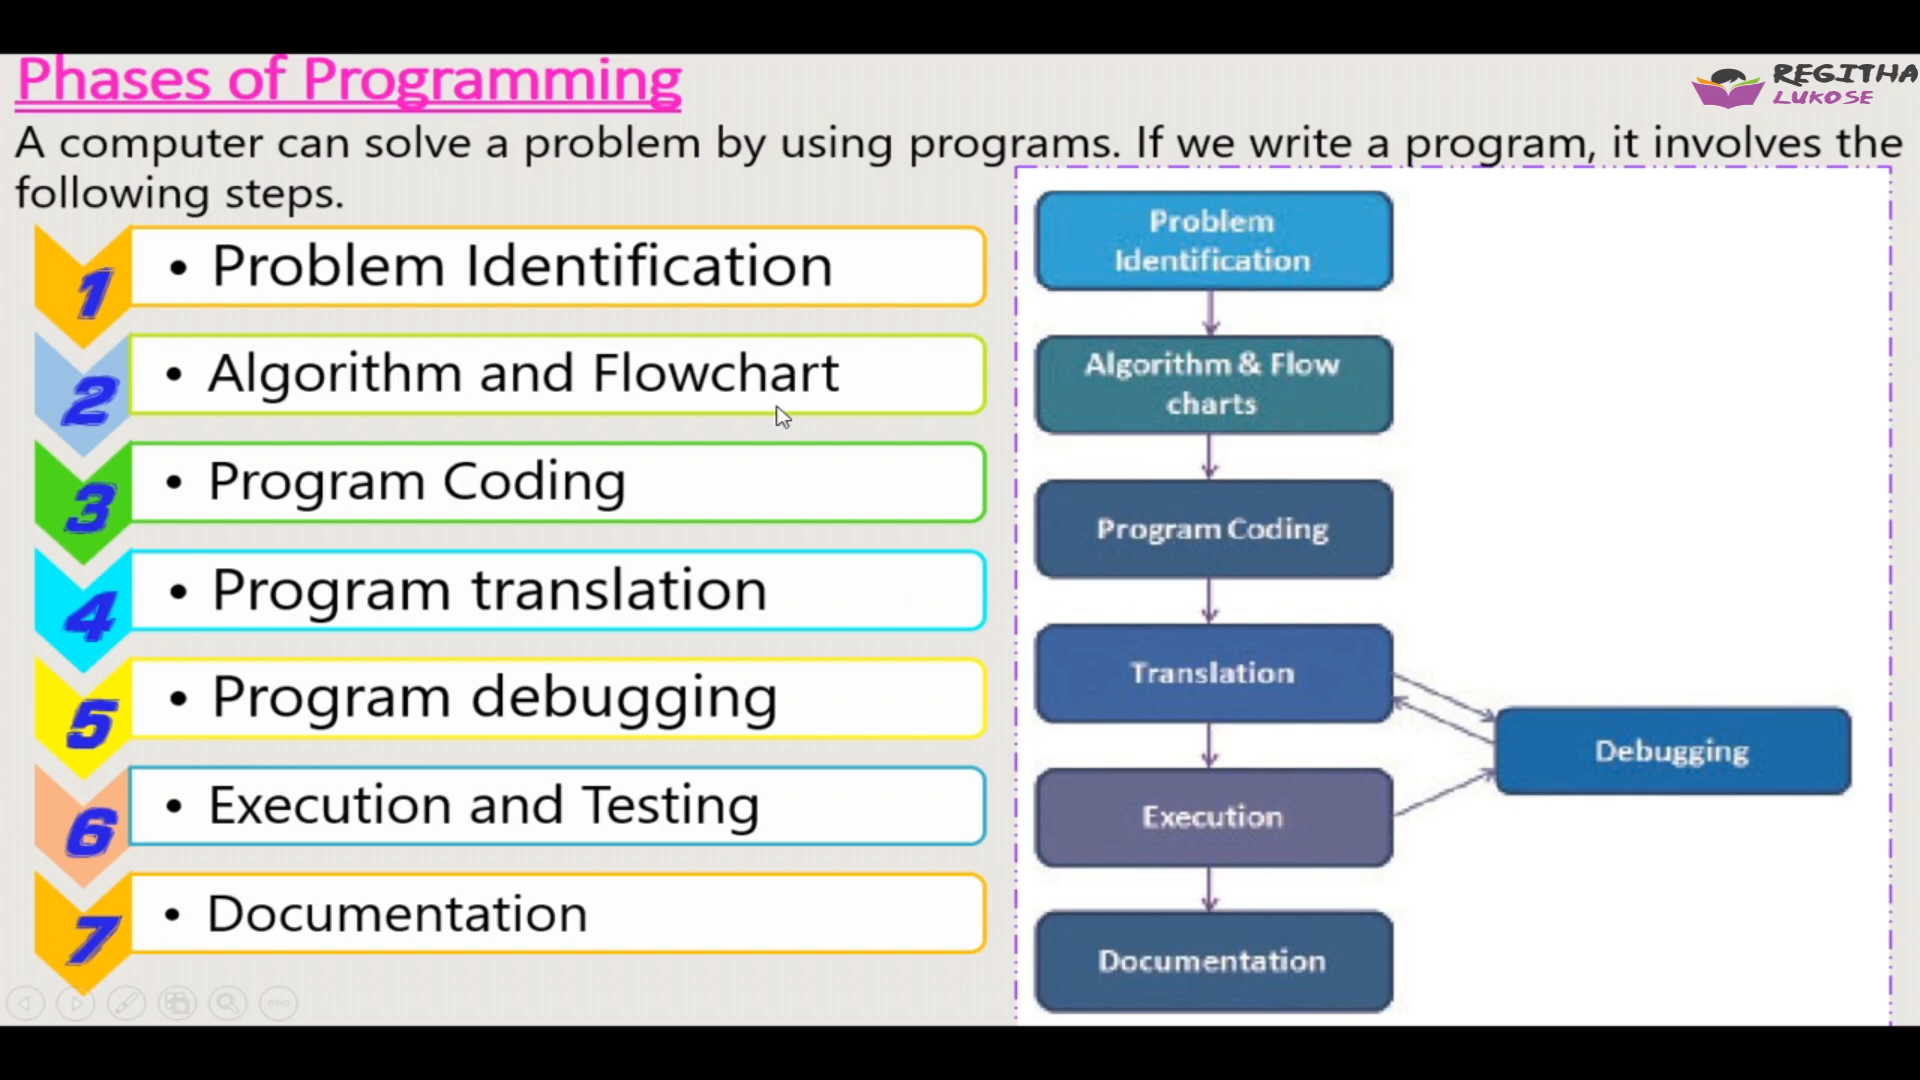 Phases of Programming
REGITHA
LUKOSE
A computer can solve a problem by using programs. If we write a program, it involves the
following steps.
1 • Problem Identification
2 • Algorithm and Flowchart
3 • Program Coding
4 • Program translation
5 • Program debugging
6 • Execution and Testing
7 • Documentation
Problem
Identification
Algorithm & Flow
charts
Program Coding
Translation
Debugging
Execution
Documentation